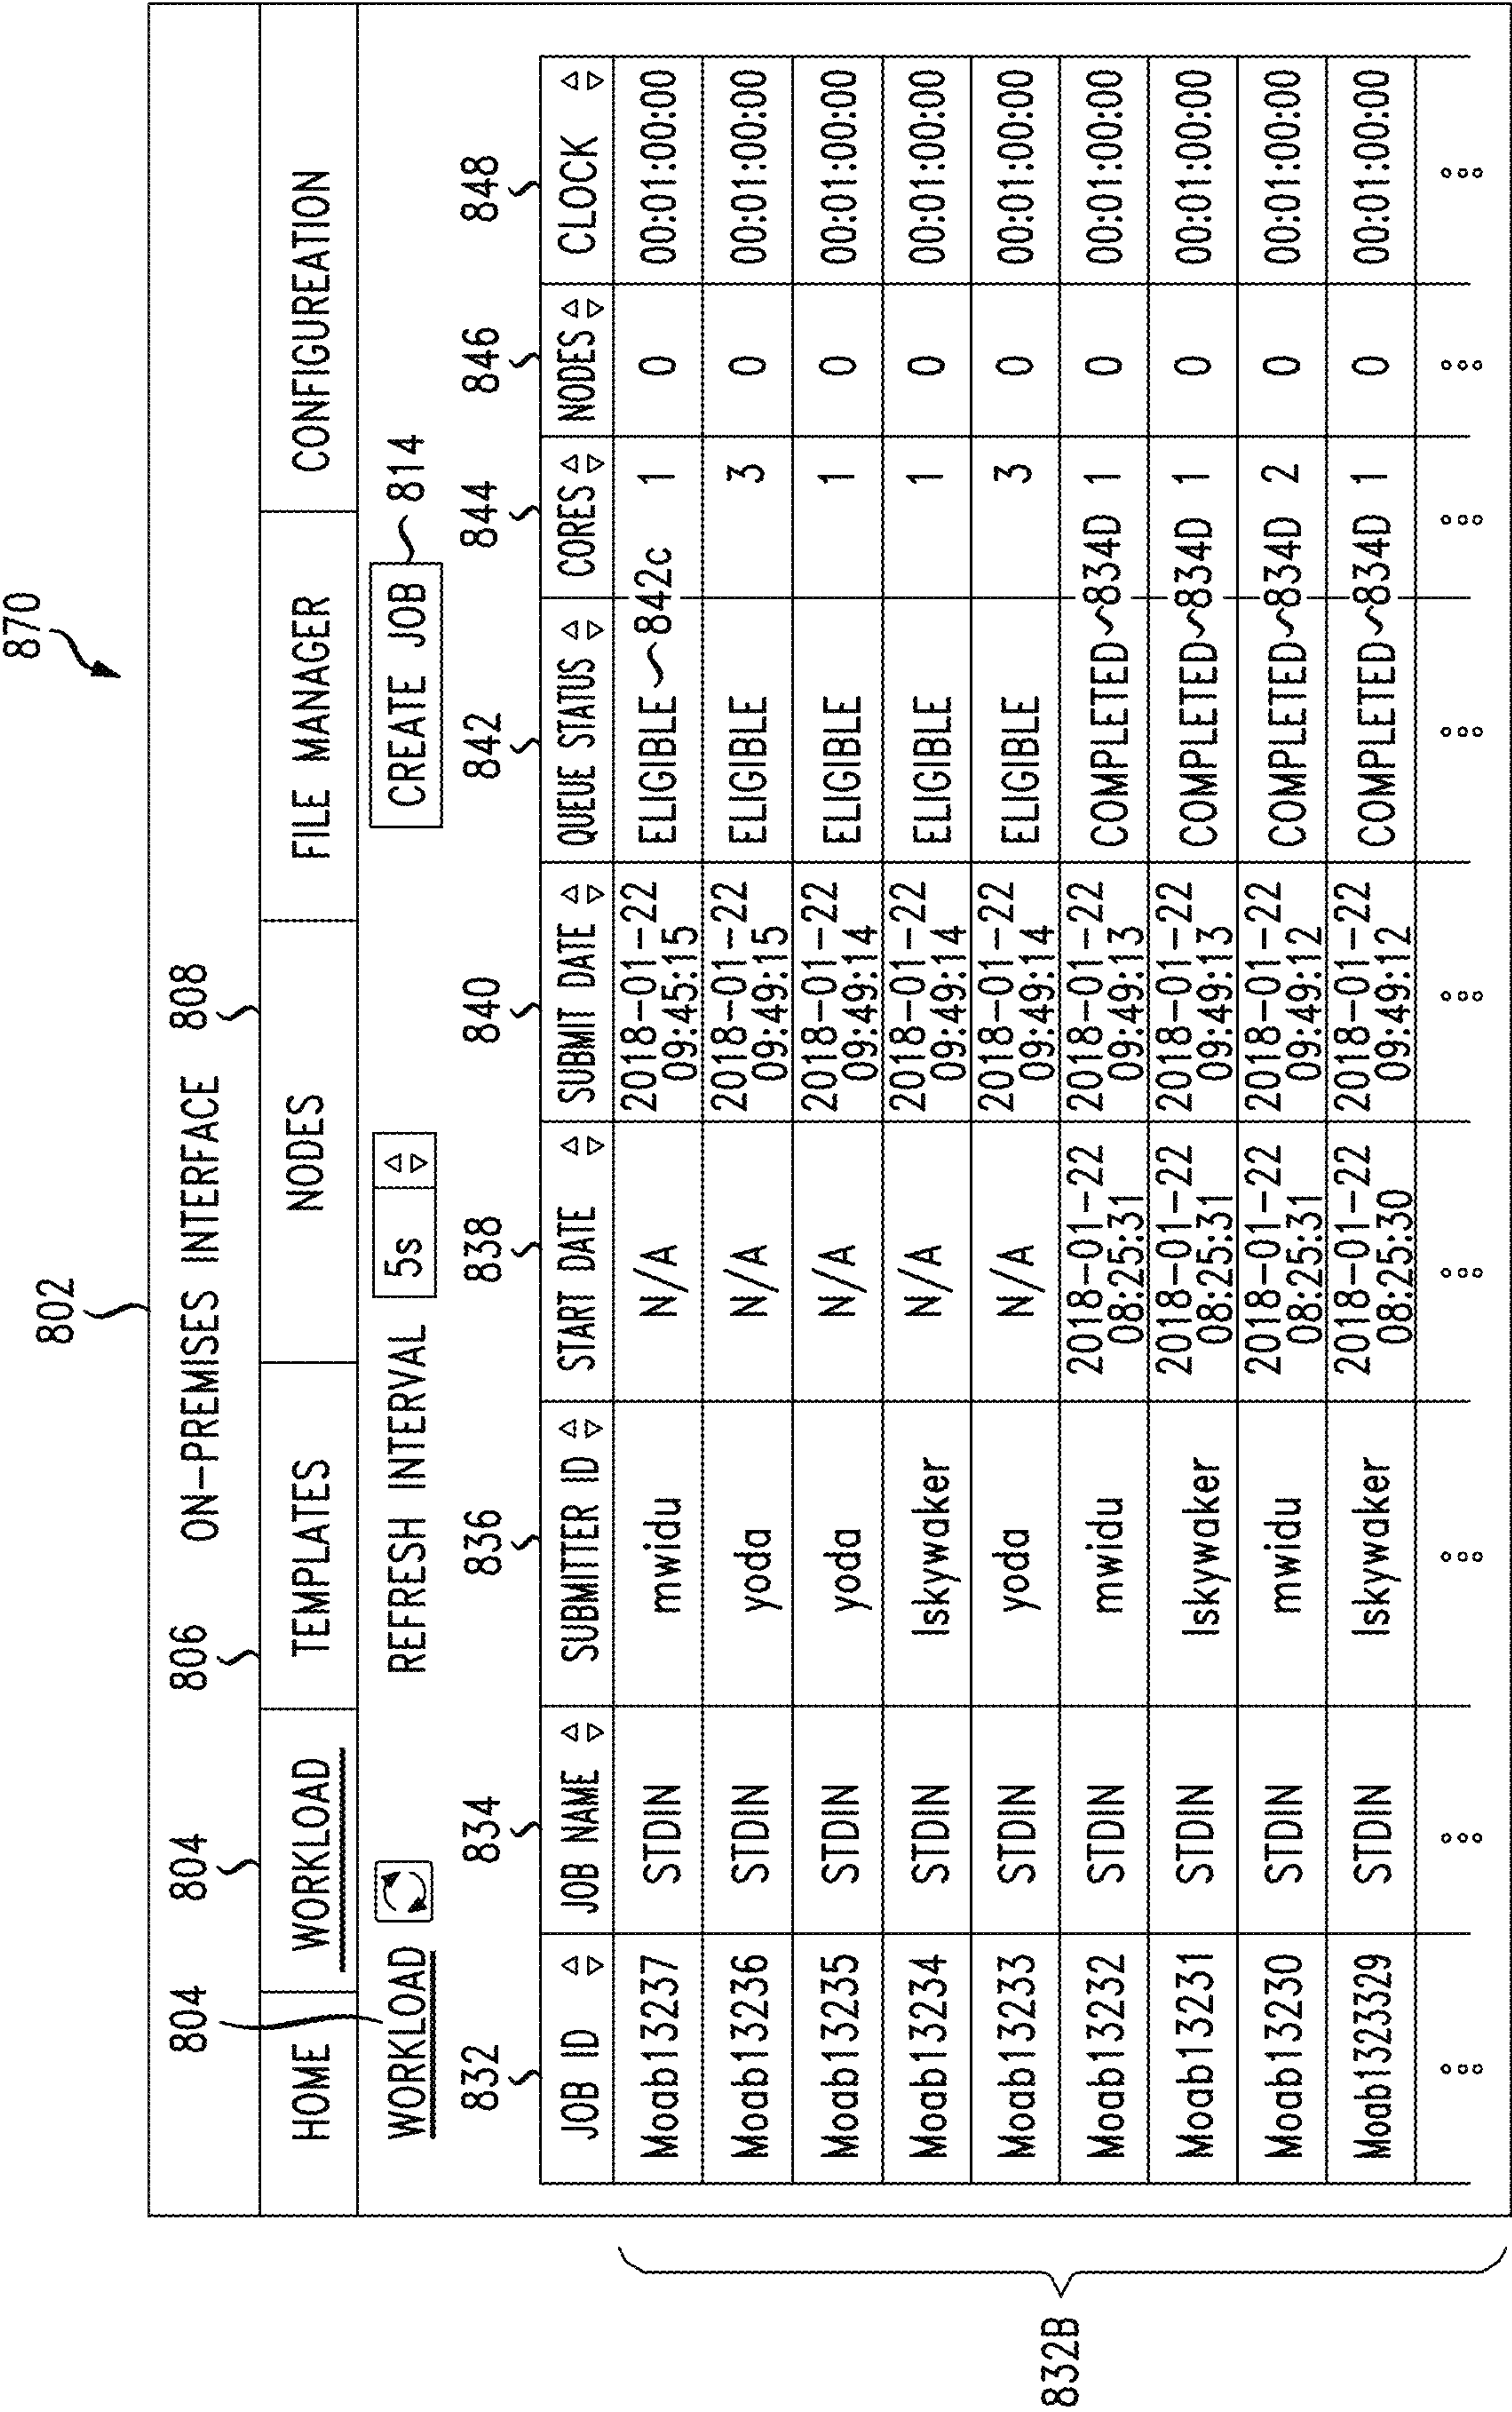 870
802
ON-PREMISES INTERFACE
804 804 806 808
HOME WORKLOAD TEMPLATES NODES FILE MANAGER CONFIGUREATION
WORKLOAD REFRESH INTERVAL 5s CREATE JOB 814
832 834 836 838 840 842 844 846 848
JOB ID JOB NAME SUBMITTER ID START DATE SUBMIT DATE QUEUE STATUS CORES NODES CLOCK
Moab13237 STDIN mwidu N/A 2018-01-22 09:45:15 ELIGIBLE 842c 1 0 00:01:00:00
Moab13236 STDIN yoda N/A 2018-01-22 09:49:15 ELIGIBLE 3 0 00:01:00:00
Moab13235 STDIN yoda N/A 2018-01-22 09:49:14 ELIGIBLE 1 0 00:01:00:00
Moab13234 STDIN lskywaker N/A 2018-01-22 09:49:14 ELIGIBLE 1 0 00:01:00:00
Moab13233 STDIN yoda N/A 2018-01-22 09:49:14 ELIGIBLE 3 0 00:01:00:00
Moab13232 STDIN mwidu 2018-01-22 08:25:31 2018-01-22 09:49:13 COMPLETED 834D 1 0 00:01:00:00
Moab13231 STDIN lskywaker 2018-01-22 08:25:31 2018-01-22 09:49:13 COMPLETED 834D 1 0 00:01:00:00
Moab13230 STDIN mwidu 2018-01-22 08:25:31 2018-01-22 09:49:12 COMPLETED 834D 2 0 00:01:00:00
Moab1323329 STDIN lskywaker 2018-01-22 08:25:30 2018-01-22 09:49:12 COMPLETED 834D 1 0 00:01:00:00
832B